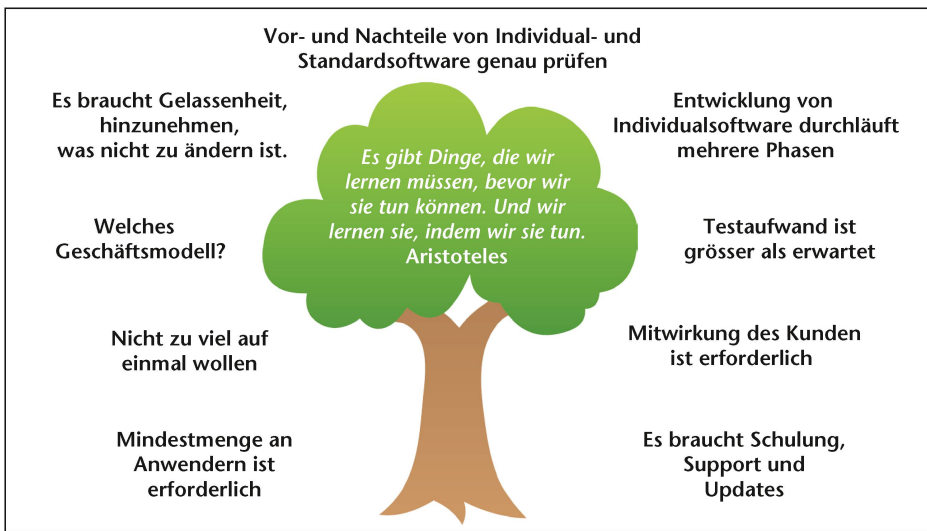 Vor- und Nachteile von Individual- und
Standardsoftware genau prüfen
Es braucht Gelassenheit,
hinzunehmen,
was nicht zu ändern ist.
Welches
Geschäftsmodell?
Nicht zu viel auf
einmal wollen
Mindestmenge an
Anwendern ist
erforderlich
Es gibt Dinge, die wir
lernen müssen, bevor wir
sie tun können. Und wir
lernen sie, indem wir sie tun.
Aristoteles
Entwicklung von
Individualsoftware durchläuft
mehrere Phasen
Testaufwand ist
grösser als erwartet
Mitwirkung des Kunden
ist erforderlich
Es braucht Schulung,
Support und
Updates